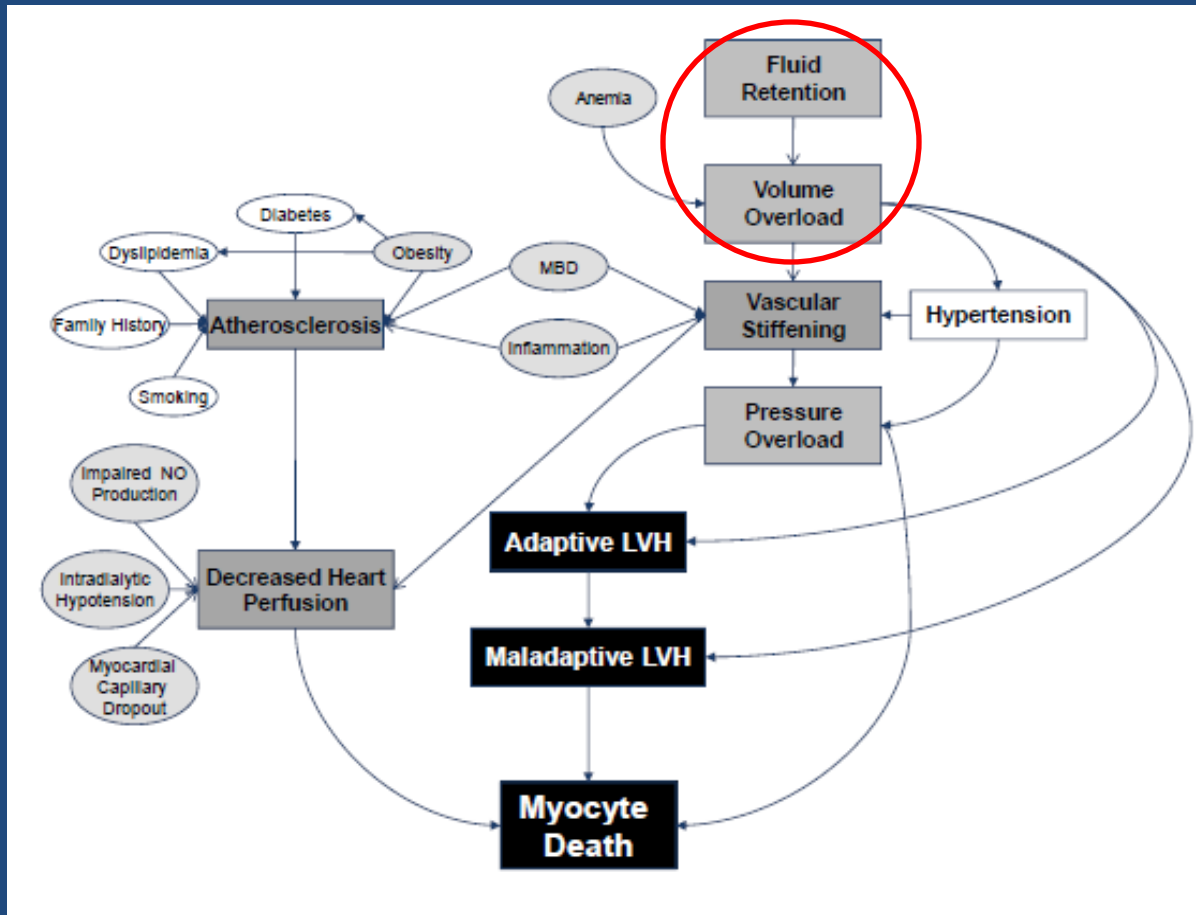 Fluid
Retention
Anemia
Volume
Overload
Diabetes
Dyslipidemia
Obesity
MBD
Family History
Atherosclerosis
Inflammation
Vascular
Stiffening
Hypertension
Smoking
Pressure
Overload
Impaired NO
Production
Intradialytic
Hypotension
Decreased Heart
Perfusion
Myocardial
Capillary
Dropout
Adaptive LVH
Maladaptive LVH
Myocyte
Death